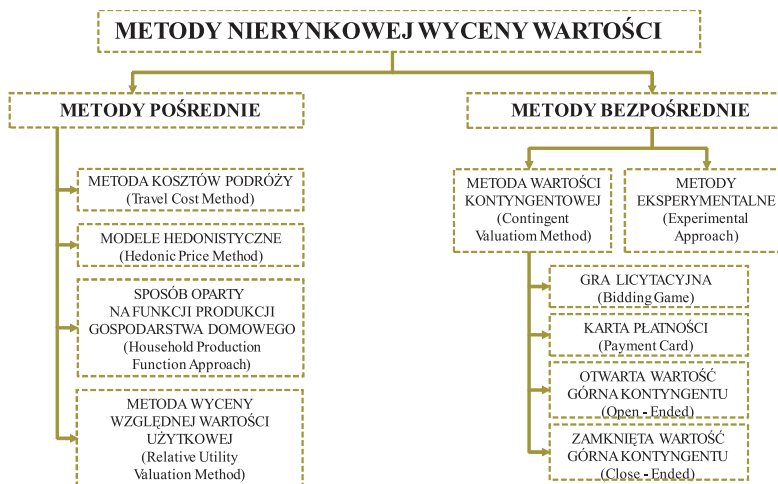 METODY NIERYNKOWEJ WYCENY WARTOŚCI
METODY POŚREDNIE
METODA KOSZTÓW PODRÓŻY
(Travel Cost Method)
MODELE HEDONISTYCZNE
(Hedonic Price Method)
SPOSÓB OPARTY
NA FUNKCJI PRODUKCJI
GOSPODARSTWA DOMOWEGO
(Household Production
Function Approach)
METODA WYCENY
WZGLĘDNEJ WARTOŚCI
UŻYTKOWEJ
(Relative Utility
Valuation Method)
METODY BEZPOŚREDNIE
METODA WARTOŚCI
KONTYNGENTOWEJ
(Contingent
Valuatiom Method)
METODY
EKSPERYMENTALNE
(Experimental
Approach)
GRA LICYTACYJNA
(Bidding Game)
KARTA PŁATNOŚCI
(Payment Card)
OTWARTA WARTOŚĆ
GÓRNA KONTYNGENTU
(Open - Ended)
ZAMKNIĘTA WARTOŚĆ
GÓRNA KONTYNGENTU
(Close - Ended)